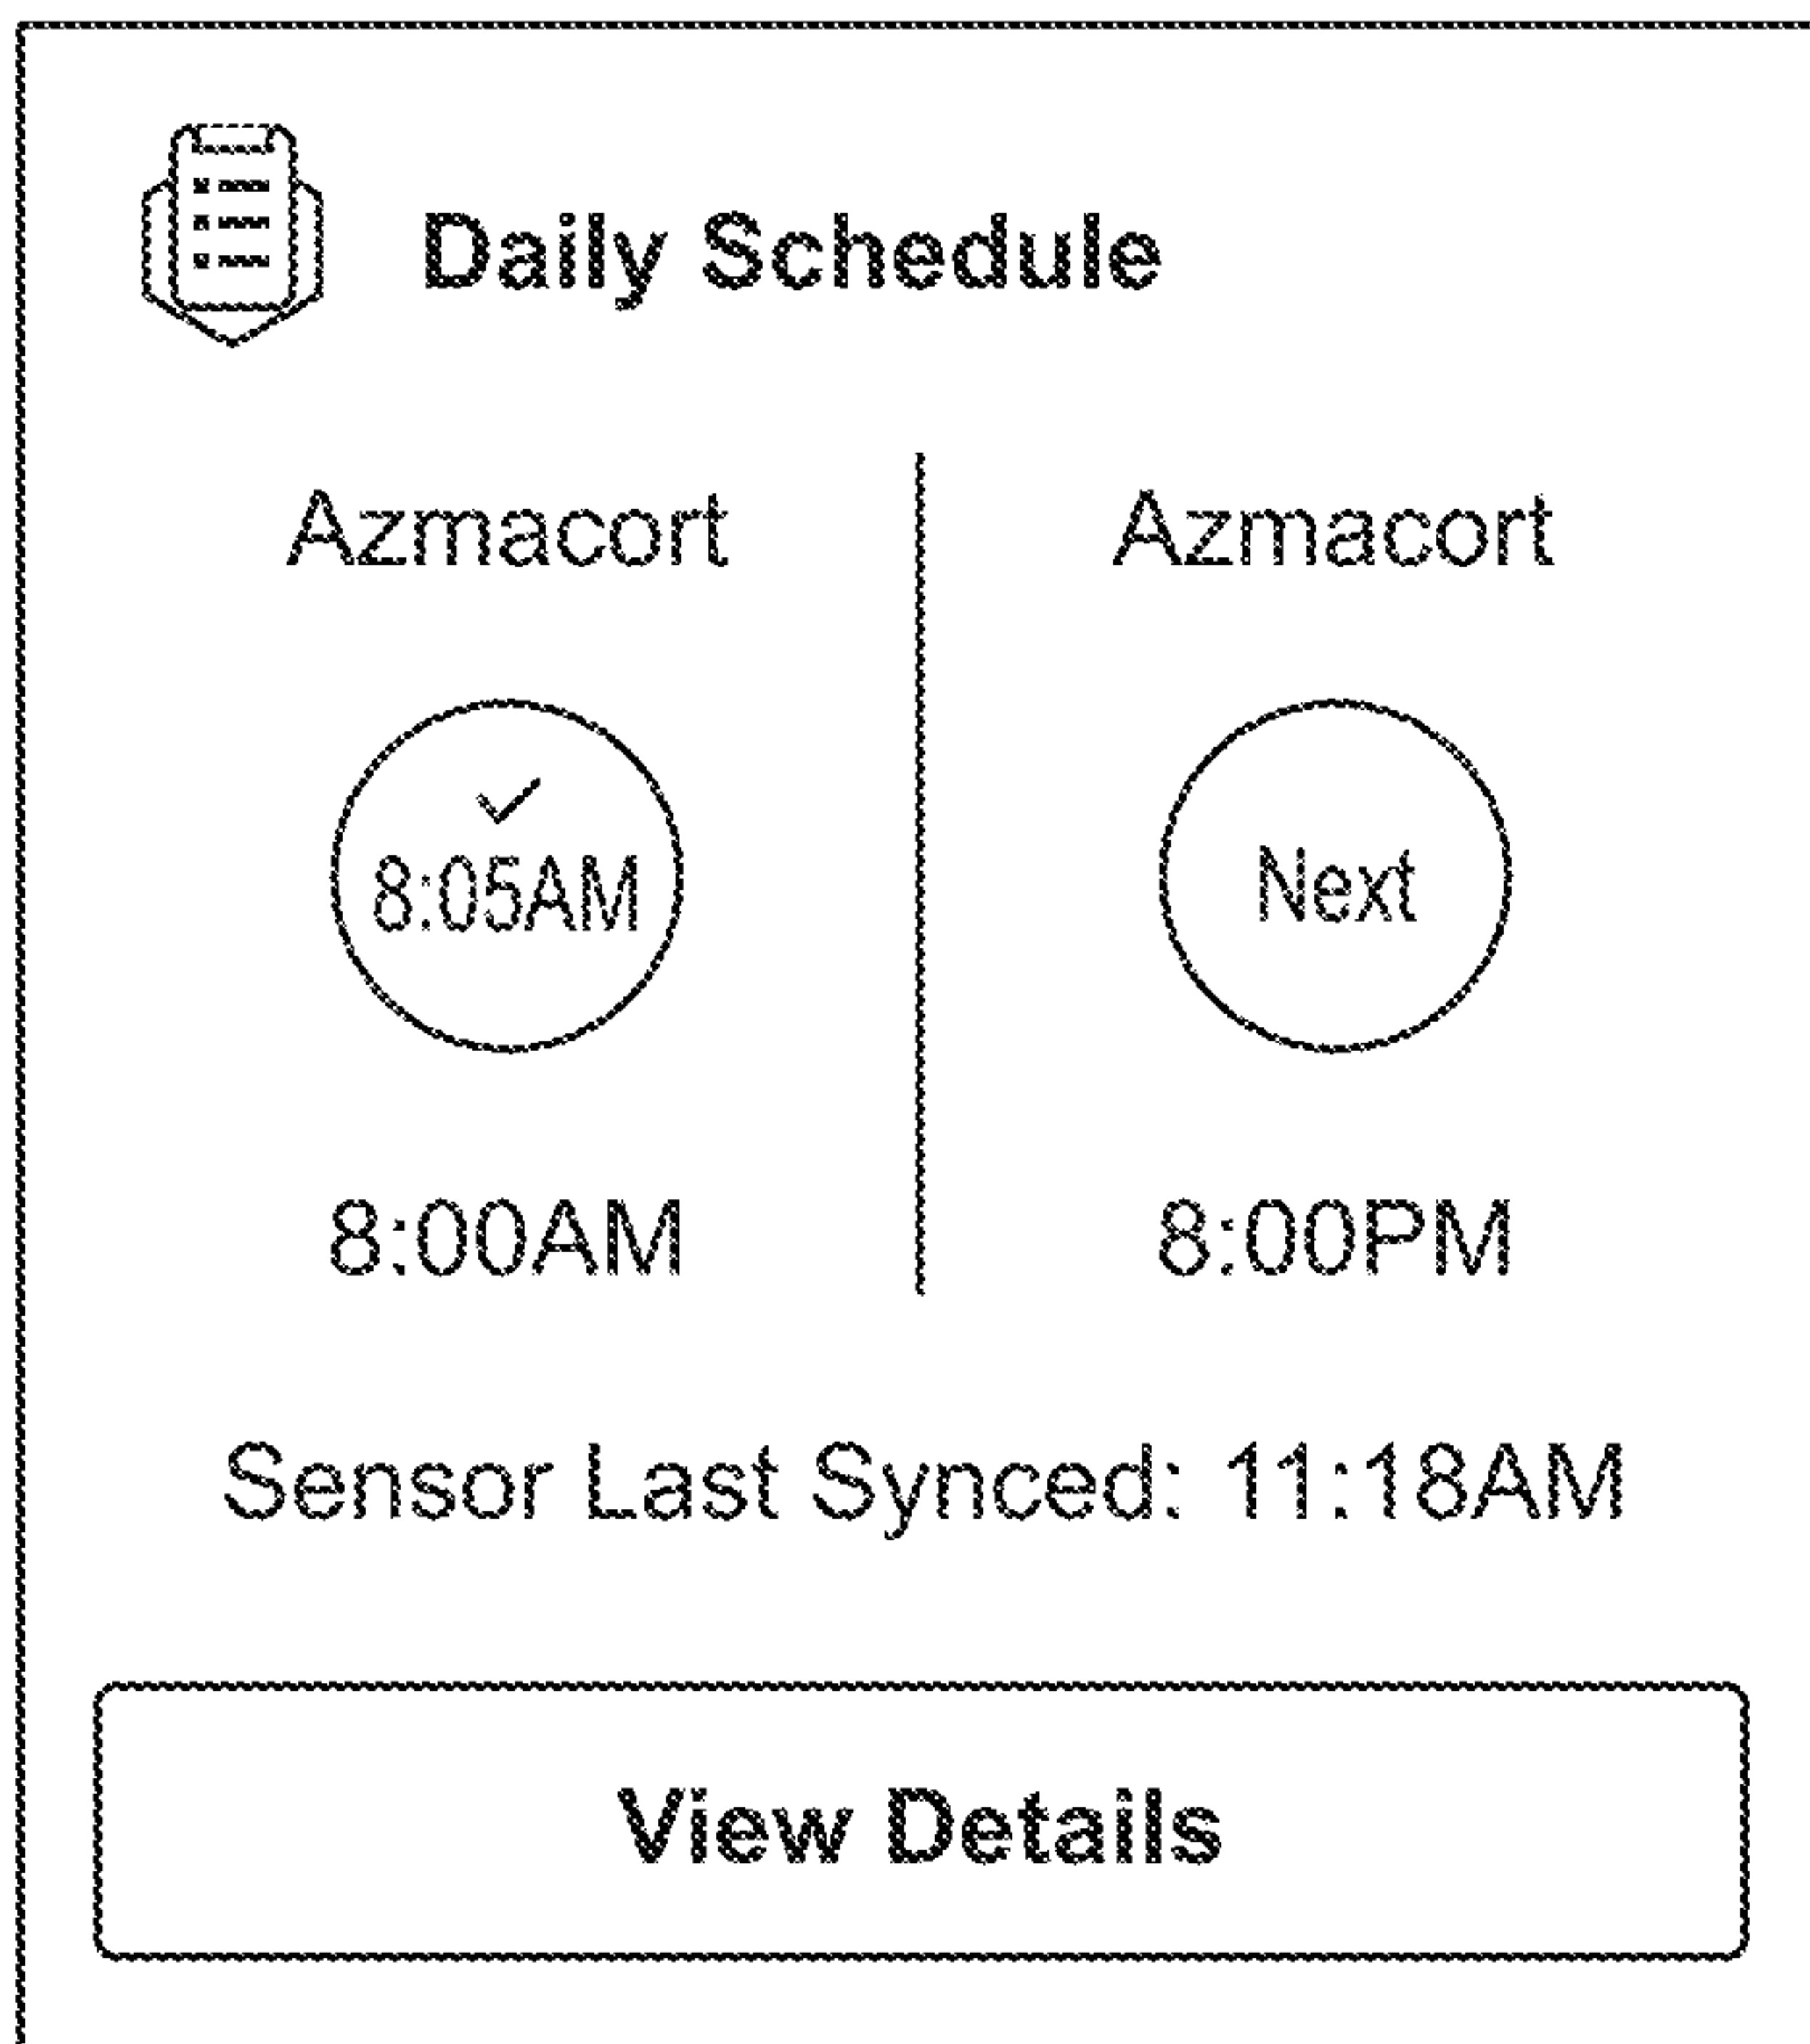 Daily Schedule
Azmacort
✓
8:05AM
8:00AM
Azmacort
Next
8:00PM
Sensor Last Synced: 11:18AM
View Details